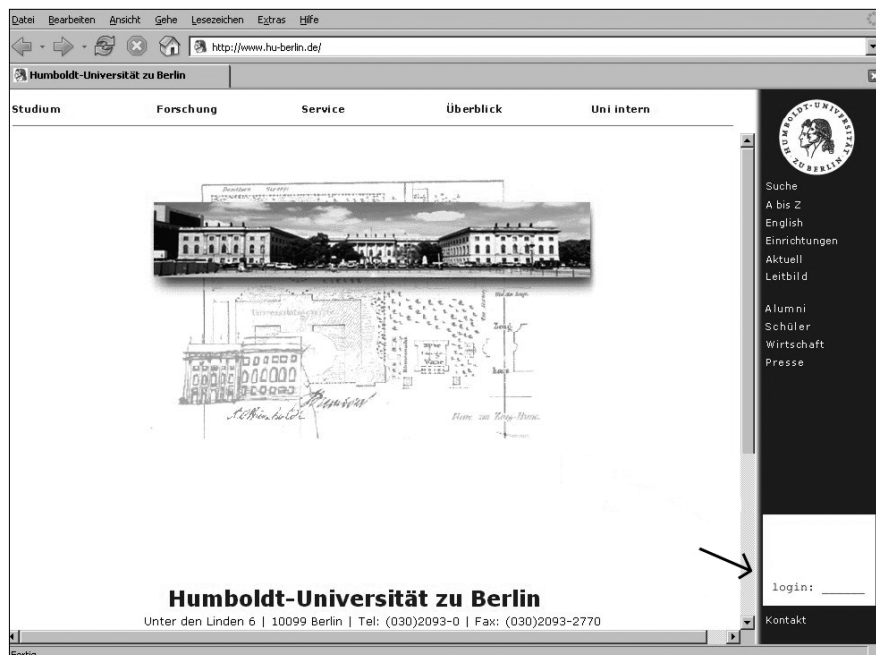 Datei Bearbeiten Ansicht Gehe Lesezeichen Extras Hilfe
http://www.hu-berlin.de/
Humboldt-Universität zu Berlin
Studium Forschung Service Überblick Uni intern
HUMBOLDT-UNIVERSITÄT ZU BERLIN
Suche
A bis Z
English
Einrichtungen
Aktuell
Leitbild
Alumni
Schüler
Wirtschaft
Presse
login: ______
Humboldt-Universität zu Berlin
Unter den Linden 6 | 10099 Berlin | Tel: (030)2093-0 | Fax: (030)2093-2770
Kontakt
Fertig